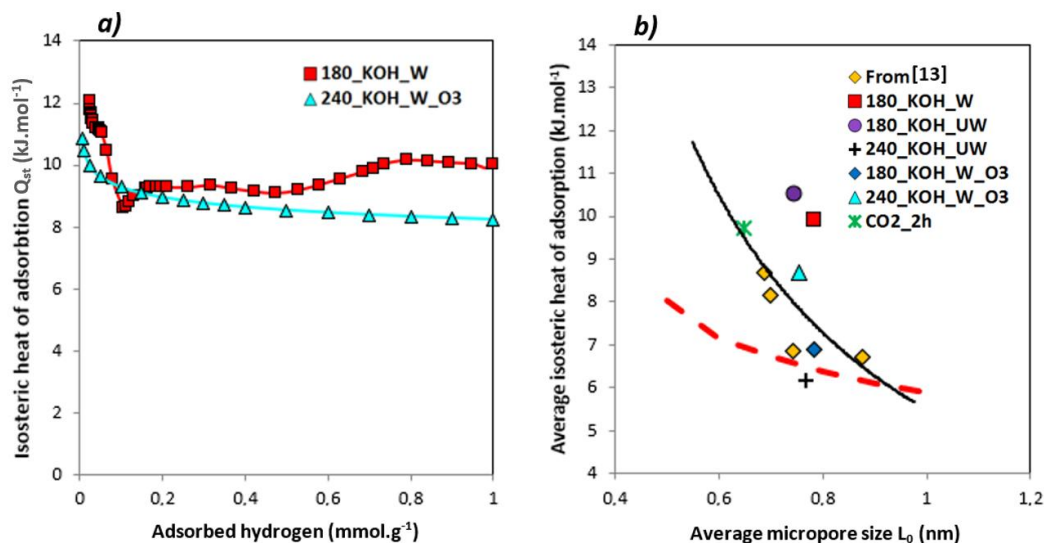 a)
Isosteric heat of adsorbtion Qst (kJ.mol-1)
14
12
10
8
6
4
2
0
180_KOH_W
240_KOH_W_O3
0
0,2
0,4
0,6
0,8
1
Adsorbed hydrogen (mmol.g-1)
b)
Average isosteric heat of adsorption (kJ.mol-1)
14
13
12
11
10
9
8
7
6
5
4
From [13]
180_KOH_W
180_KOH_UW
240_KOH_UW
180_KOH_W_O3
240_KOH_W_O3
CO2_2h
0,4
0,6
0,8
1
1,2
Average micropore size L0 (nm)